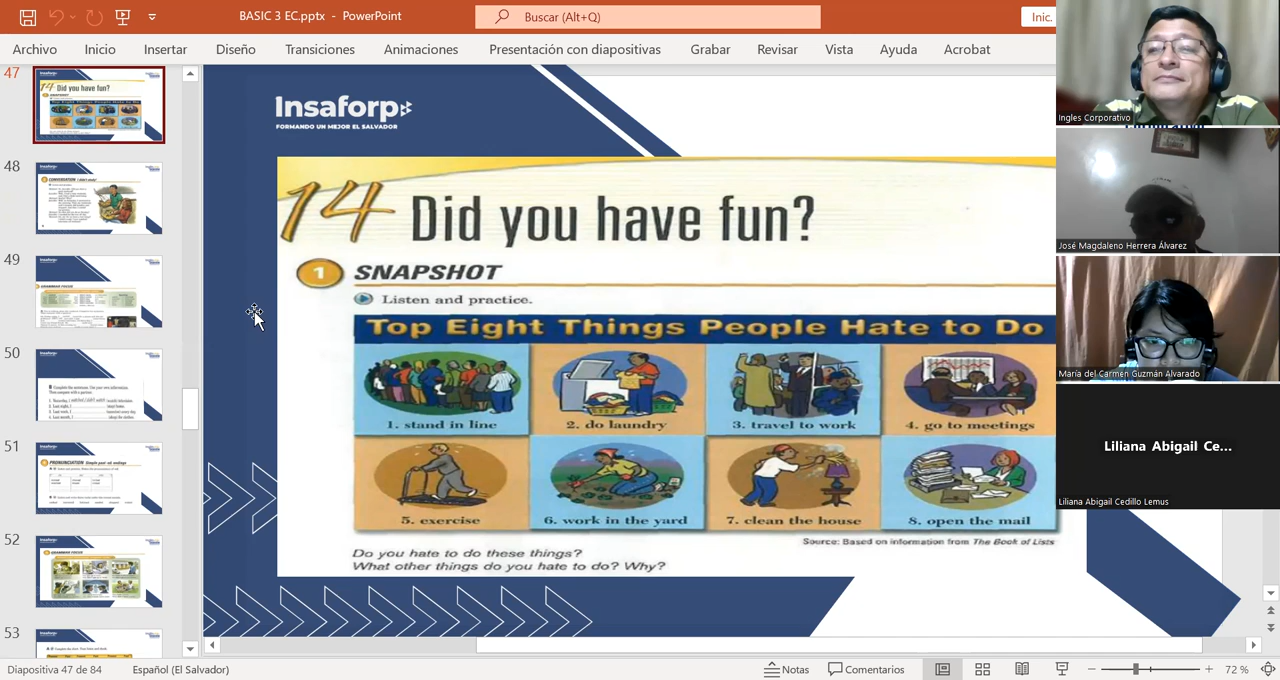 BASIC 3 EC.pptx - PowerPoint
Buscar (Alt+Q)
Inic.
Archivo
Inicio
Insertar
Diseño
Transiciones
Animaciones
Presentación con diapositivas
Grabar
Revisar
Vista
Ayuda
Acrobat
47
48
49
50
51
52
53
Insaforp
FORMANDO UN MEJOR EL SALVADOR
14 Did you have fun?
1 SNAPSHOT
Listen and practice.
Top Eight Things People Hate to Do
1. stand in line
2. do laundry
3. travel to work
4. go to meetings
5. exercise
6. work in the yard
7. clean the house
8. open the mail
Source: Based on information from The Book of Lists
Do you hate to do these things?
What other things do you hate to do? Why?
Ingles Corporativo
José Magdaleno Herrera Álvarez
María del Carmen Guzmán Alvarado
Liliana Abigail Ce...
Liliana Abigail Cedillo Lemus
Diapositiva 47 de 84
Español (El Salvador)
Notas
Comentarios
72 %